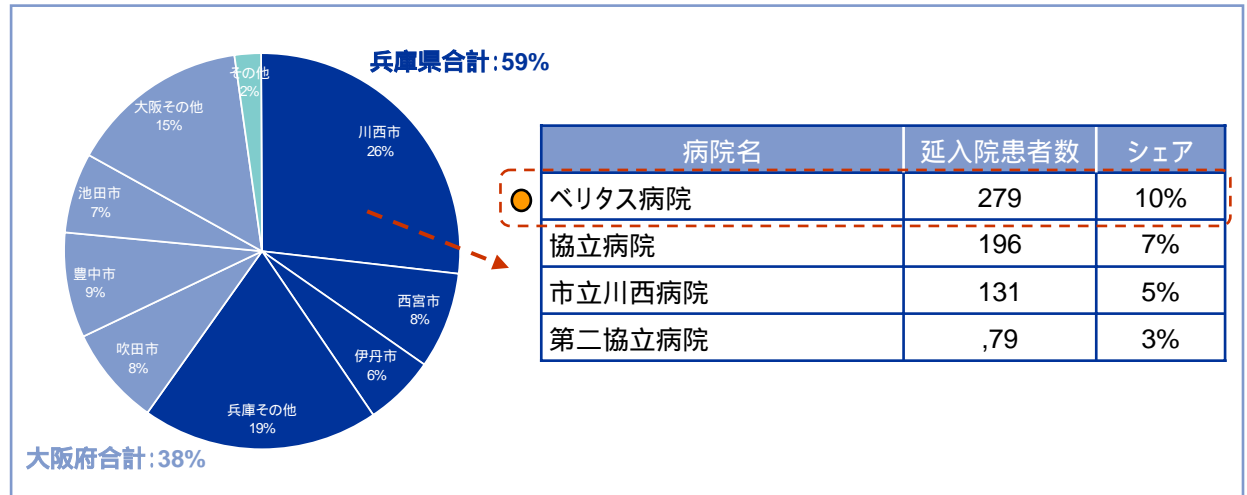 兵庫県合計:59%
その他
2%
大阪その他
15%
川西市
26%
池田市
7%
豊中市
9%
西宮市
8%
吹田市
8%
伊丹市
6%
兵庫その他
19%
大阪府合計:38%
病院名 延入院患者数 シェア
ベリタス病院 279 10%
協立病院 196 7%
市立川西病院 131 5%
第二協立病院 ,79 3%